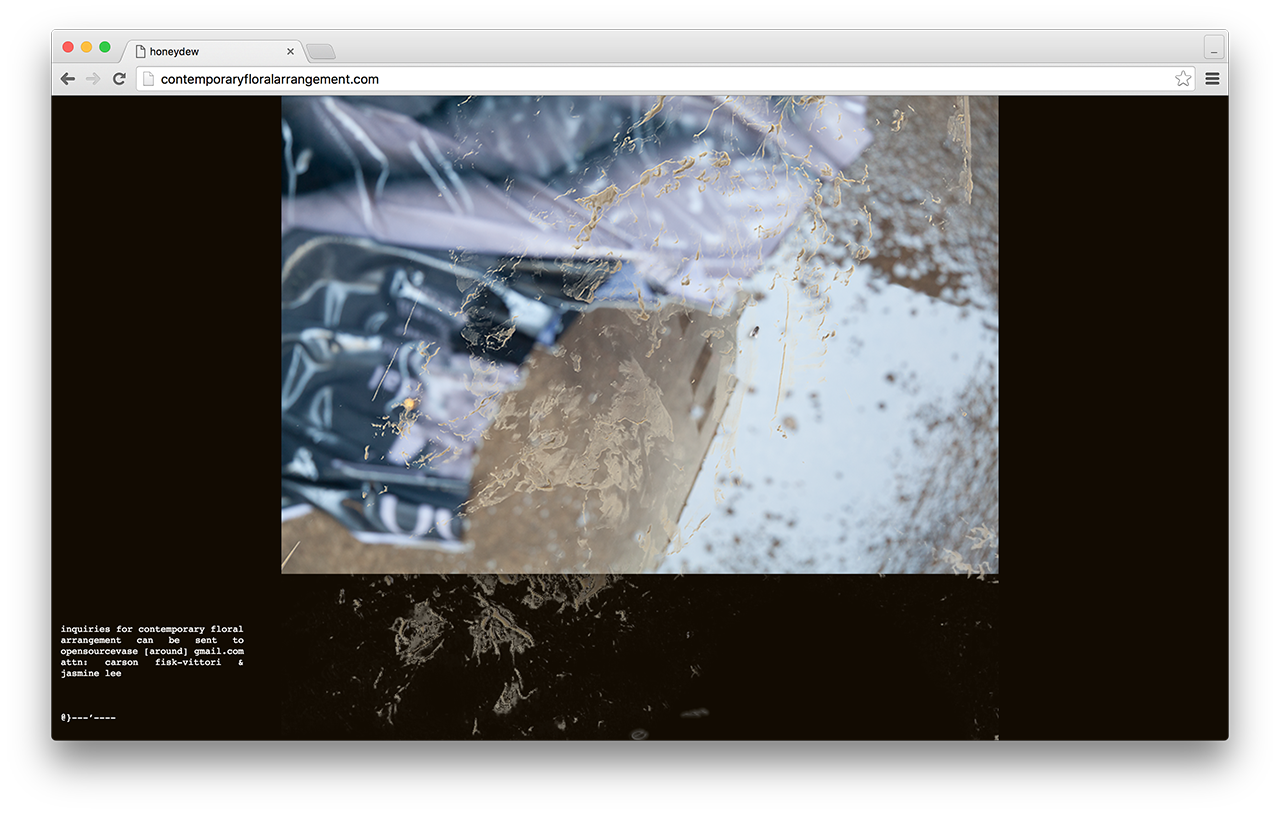 honeydew
contemporaryfloralarrangement.com
inquiries for contemporary floral
arrangement can be sent to
opensourcevase [around] gmail.com
attn: carson fisk-vittori &
jasmine lee
@}---‘----